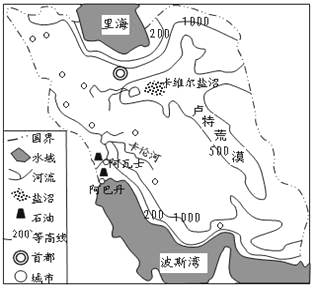 里海
200
1000
卡维尔盐沼
卢特荒漠
500
卡伦河
阿瓦士
阿巴丹
200
1000
波斯湾
国界
水域
河流
盐沼
石油
200 等高线
首都
城市